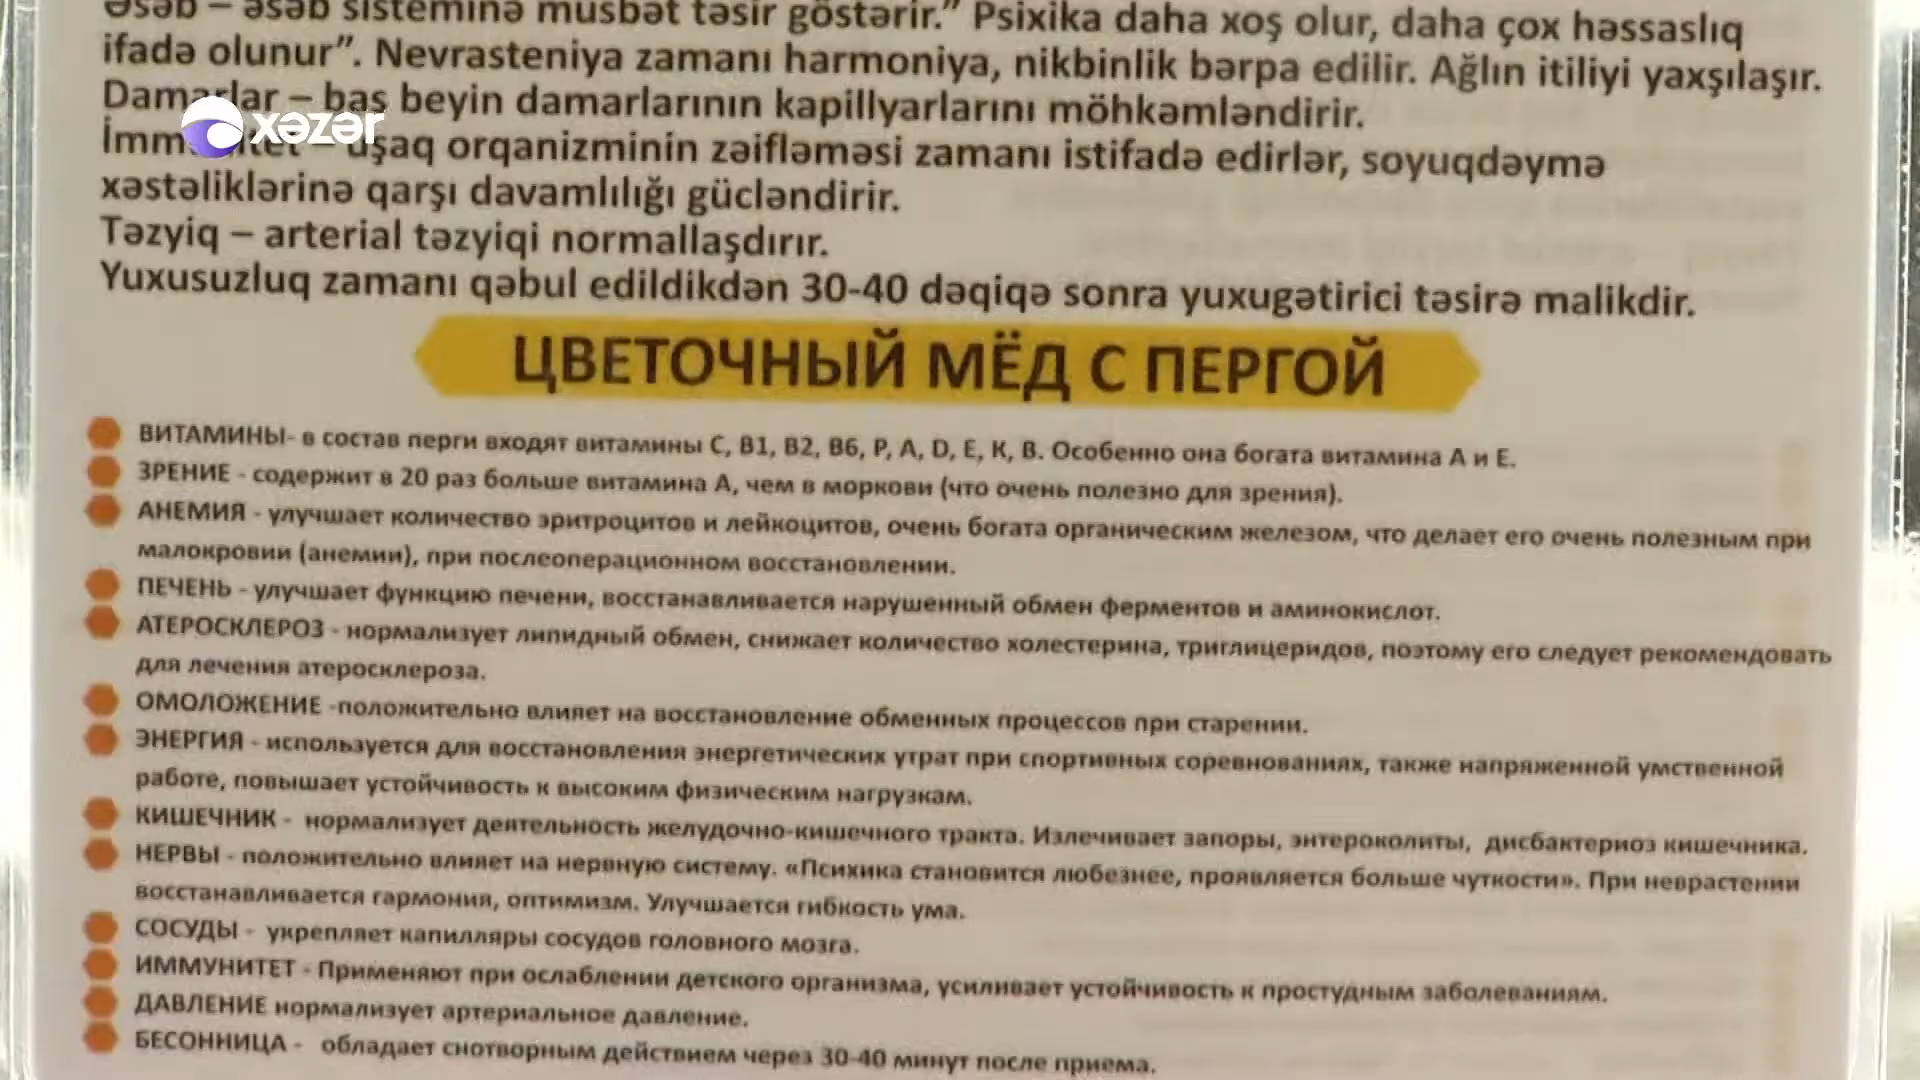 Əsəb – əsəb sisteminə müsbət təsir göstərir.” Psixika daha xoş olur, daha çox həssaslıq
ifadə olunur”. Nevrasteniya zamanı harmoniya, nikbinlik bərpa edilir. Ağlın itiliyi yaxşılaşır.
Damarlar – baş beyin damarlarının kapillyarlarını möhkəmləndirir.
xəzər
– uşaq orqanizminin zəifləməsi zamanı istifadə edirlər, soyuqdəymə
xəstəliklərinə qarşı davamlılığı gücləndirir.
Təzyiq – arterial təzyiqi normallaşdırır.
Yuxusuzluq zamanı qəbul edildikdən 30-40 dəqiqə sonra yuxugətirici təsirə malikdir.
ЦВЕТОЧНЫЙ МЁД С ПЕРГОЙ
ВИТАМИНЫ- в состав перги входят витамины С, В1, В2, В6, Р, А, D, Е, К, В. Особенно она богата витамина А и Е.
ЗРЕНИЕ - содержит в 20 раз больше витамина А, чем в моркови (что очень полезно для зрения).
АНЕМИЯ - улучшает количество эритроцитов и лейкоцитов, очень богата органическим железом, что делает его очень полезным при
малокровии (анемии), при послеоперационном восстановлении.
ПЕЧЕНЬ - улучшает функцию печени, восстанавливается нарушенный обмен ферментов и аминокислот.
АТЕРОСКЛЕРОЗ - нормализует липидный обмен, снижает количество холестерина, триглицеридов, поэтому его следует рекомендовать
для лечения атеросклероза.
ОМОЛОЖЕНИЕ -положительно влияет на восстановление обменных процессов при старении.
ЭНЕРГИЯ - используется для восстановления энергетических утрат при спортивных соревнованиях, также напряженной умственной
работе, повышает устойчивость к высоким физическим нагрузкам.
КИШЕЧНИК - нормализует деятельность желудочно-кишечного тракта. Излечивает запоры, энтероколиты, дисбактериоз кишечника.
НЕРВЫ - положительно влияет на нервную систему. «Психика становится любезнее, проявляется больше чуткости». При неврастении
восстанавливается гармония, оптимизм. Улучшается гибкость ума.
СОСУДЫ - укрепляет капилляры сосудов головного мозга.
ИММУНИТЕТ - Применяют при ослаблении детского организма, усиливает устойчивость к простудным заболеваниям.
ДАВЛЕНИЕ нормализует артериальное давление.
БЕСОННИЦА - обладает снотворным действием через 30-40 минут после приема.